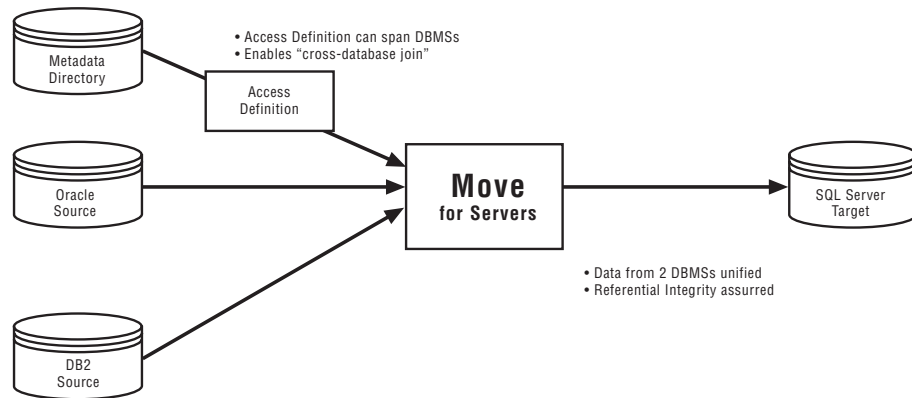 • Access Definition can span DBMSs
• Enables “cross-database join”
Metadata
Directory
Access
Definition
Oracle
Source
Move
for Servers
SQL Server
Target
• Data from 2 DBMSs unified
• Referential Integrity assurred
DB2
Source